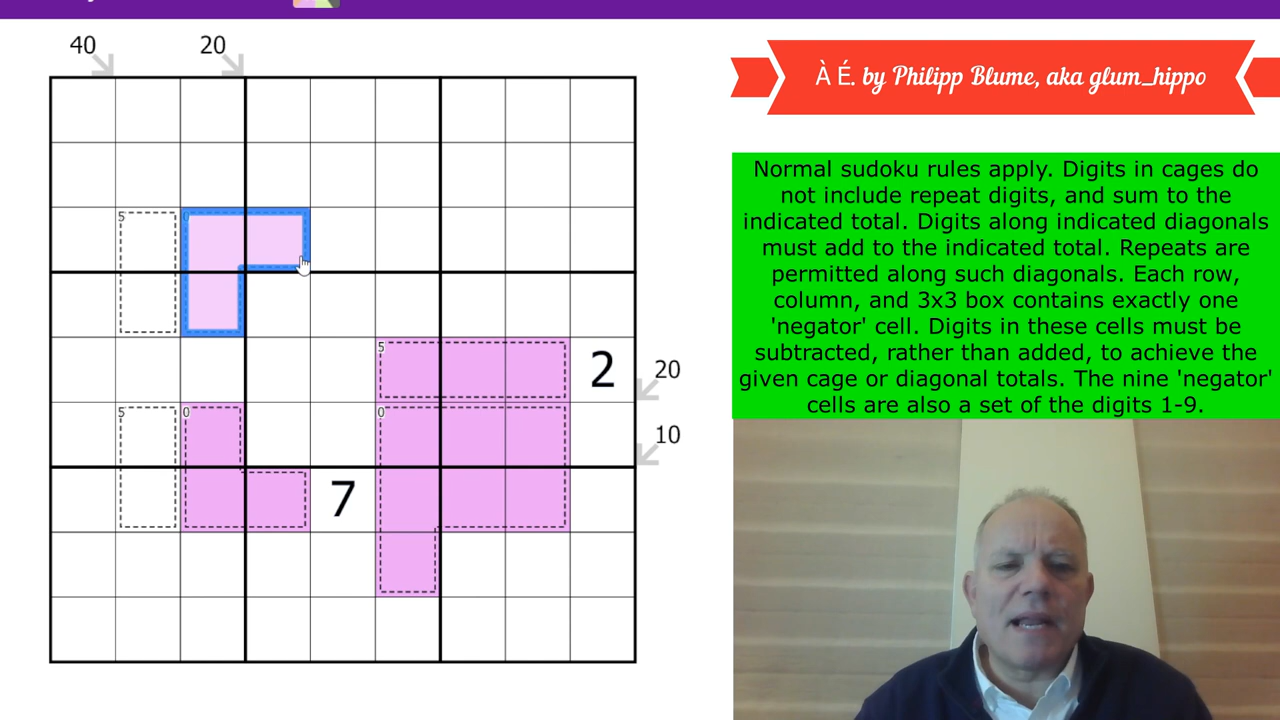 40
20
À É. by Philipp Blume, aka glum_hippo
Normal sudoku rules apply. Digits in cages do
not include repeat digits, and sum to the
indicated total. Digits along indicated diagonals
must add to the indicated total. Repeats are
permitted along such diagonals. Each row,
column, and 3x3 box contains exactly one
'negator' cell. Digits in these cells must be
subtracted, rather than added, to achieve the
given cage or diagonal totals. The nine 'negator'
cells are also a set of the digits 1-9.
5
0
5
2
20
5
0
0
10
7